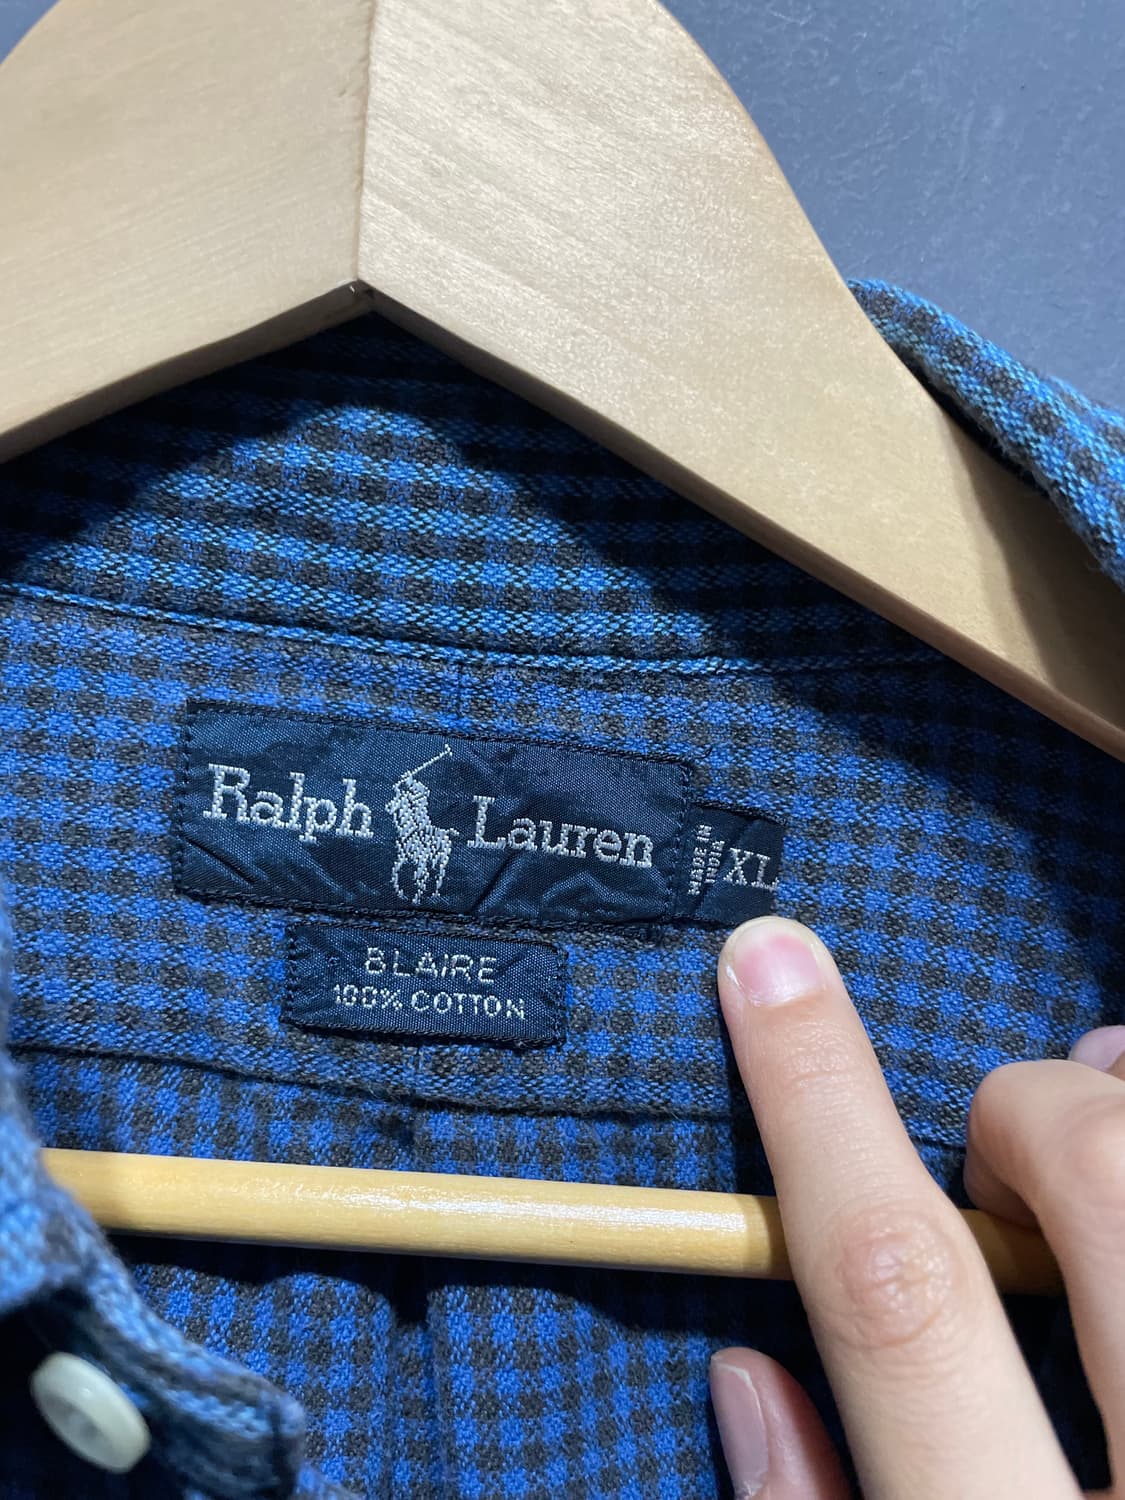 Ralph Lauren
XL
BLAIRE
100% COTTON